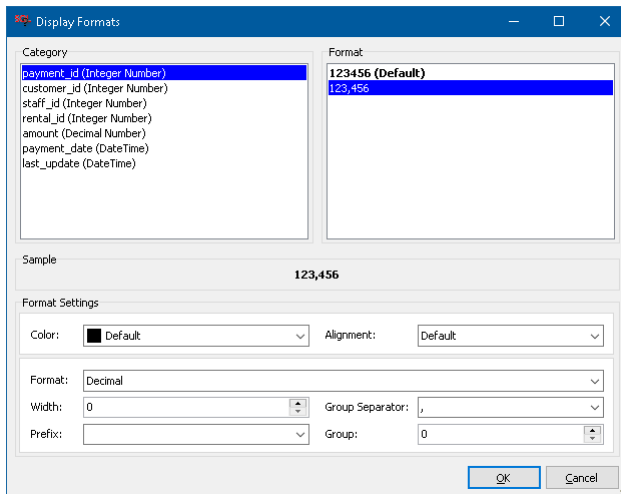 Display Formats
Category
payment_id (Integer Number)
customer_id (Integer Number)
staff_id (Integer Number)
rental_id (Integer Number)
amount (Decimal Number)
payment_date (DateTime)
last_update (DateTime)
Format
123456 (Default)
123,456
Sample
123,456
Format Settings
Color: Default Alignment: Default
Format: Decimal
Width: 0 Group Separator: ,
Prefix: Group: 0
OK Cancel